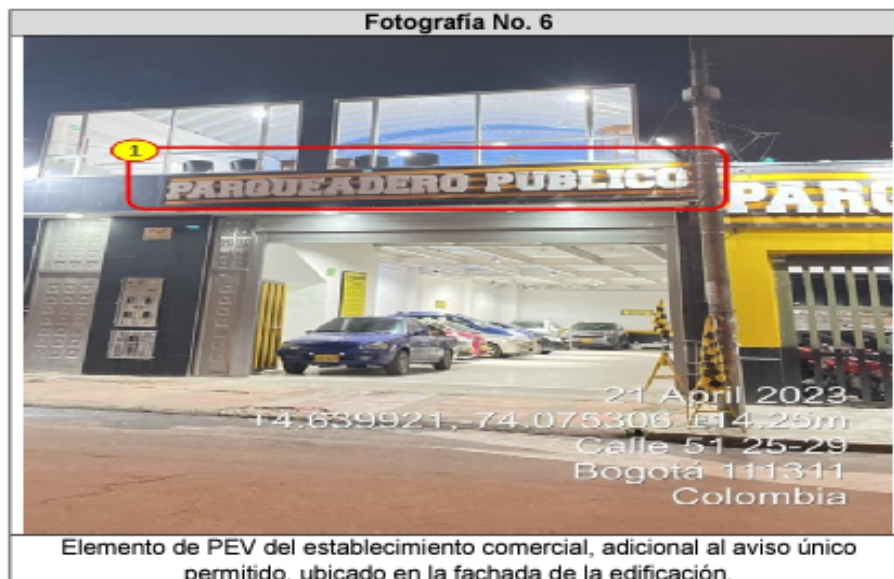 Fotografía No. 6
1
PARQUEADERO PUBLICO
PARQ
21 April 2023
+4.639921,-74.075306 ±14.25m
Calle 51 25-29
Bogotá 111311
Colombia
Elemento de PEV del establecimiento comercial, adicional al aviso único
permitido, ubicado en la fachada de la edificación.